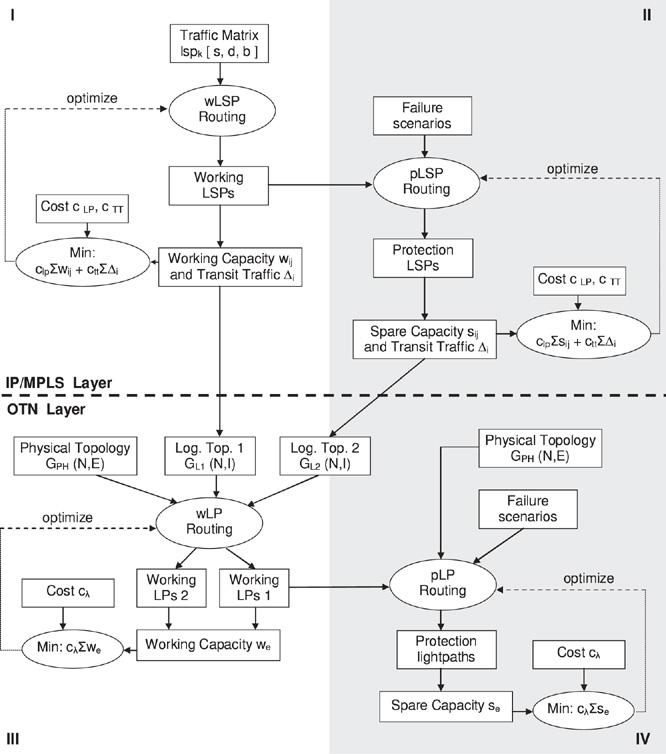 I
II
Traffic Matrix
lspk [ s, d, b ]
optimize
wLSP
Routing
Failure
scenarios
Working
LSPs
pLSP
Routing
optimize
Cost c LP, c TT
Min:
clpΣwij + cttΣΔi
Working Capacity wij
and Transit Traffic Δi
Protection
LSPs
Cost c LP, c TT
Spare Capacity sij
and Transit Traffic Δi
Min:
clpΣsij + cttΣΔi
IP/MPLS Layer
OTN Layer
Physical Topology
GPH (N,E)
Log. Top. 1
GL1 (N,I)
Log. Top. 2
GL2 (N,I)
Physical Topology
GPH (N,E)
optimize
wLP
Routing
Failure
scenarios
Cost cλ
Working
LPs 2
Working
LPs 1
pLP
Routing
optimize
Min: cλΣwe
Working Capacity we
Protection
lightpaths
Cost cλ
Spare Capacity se
Min: cλΣse
III
IV